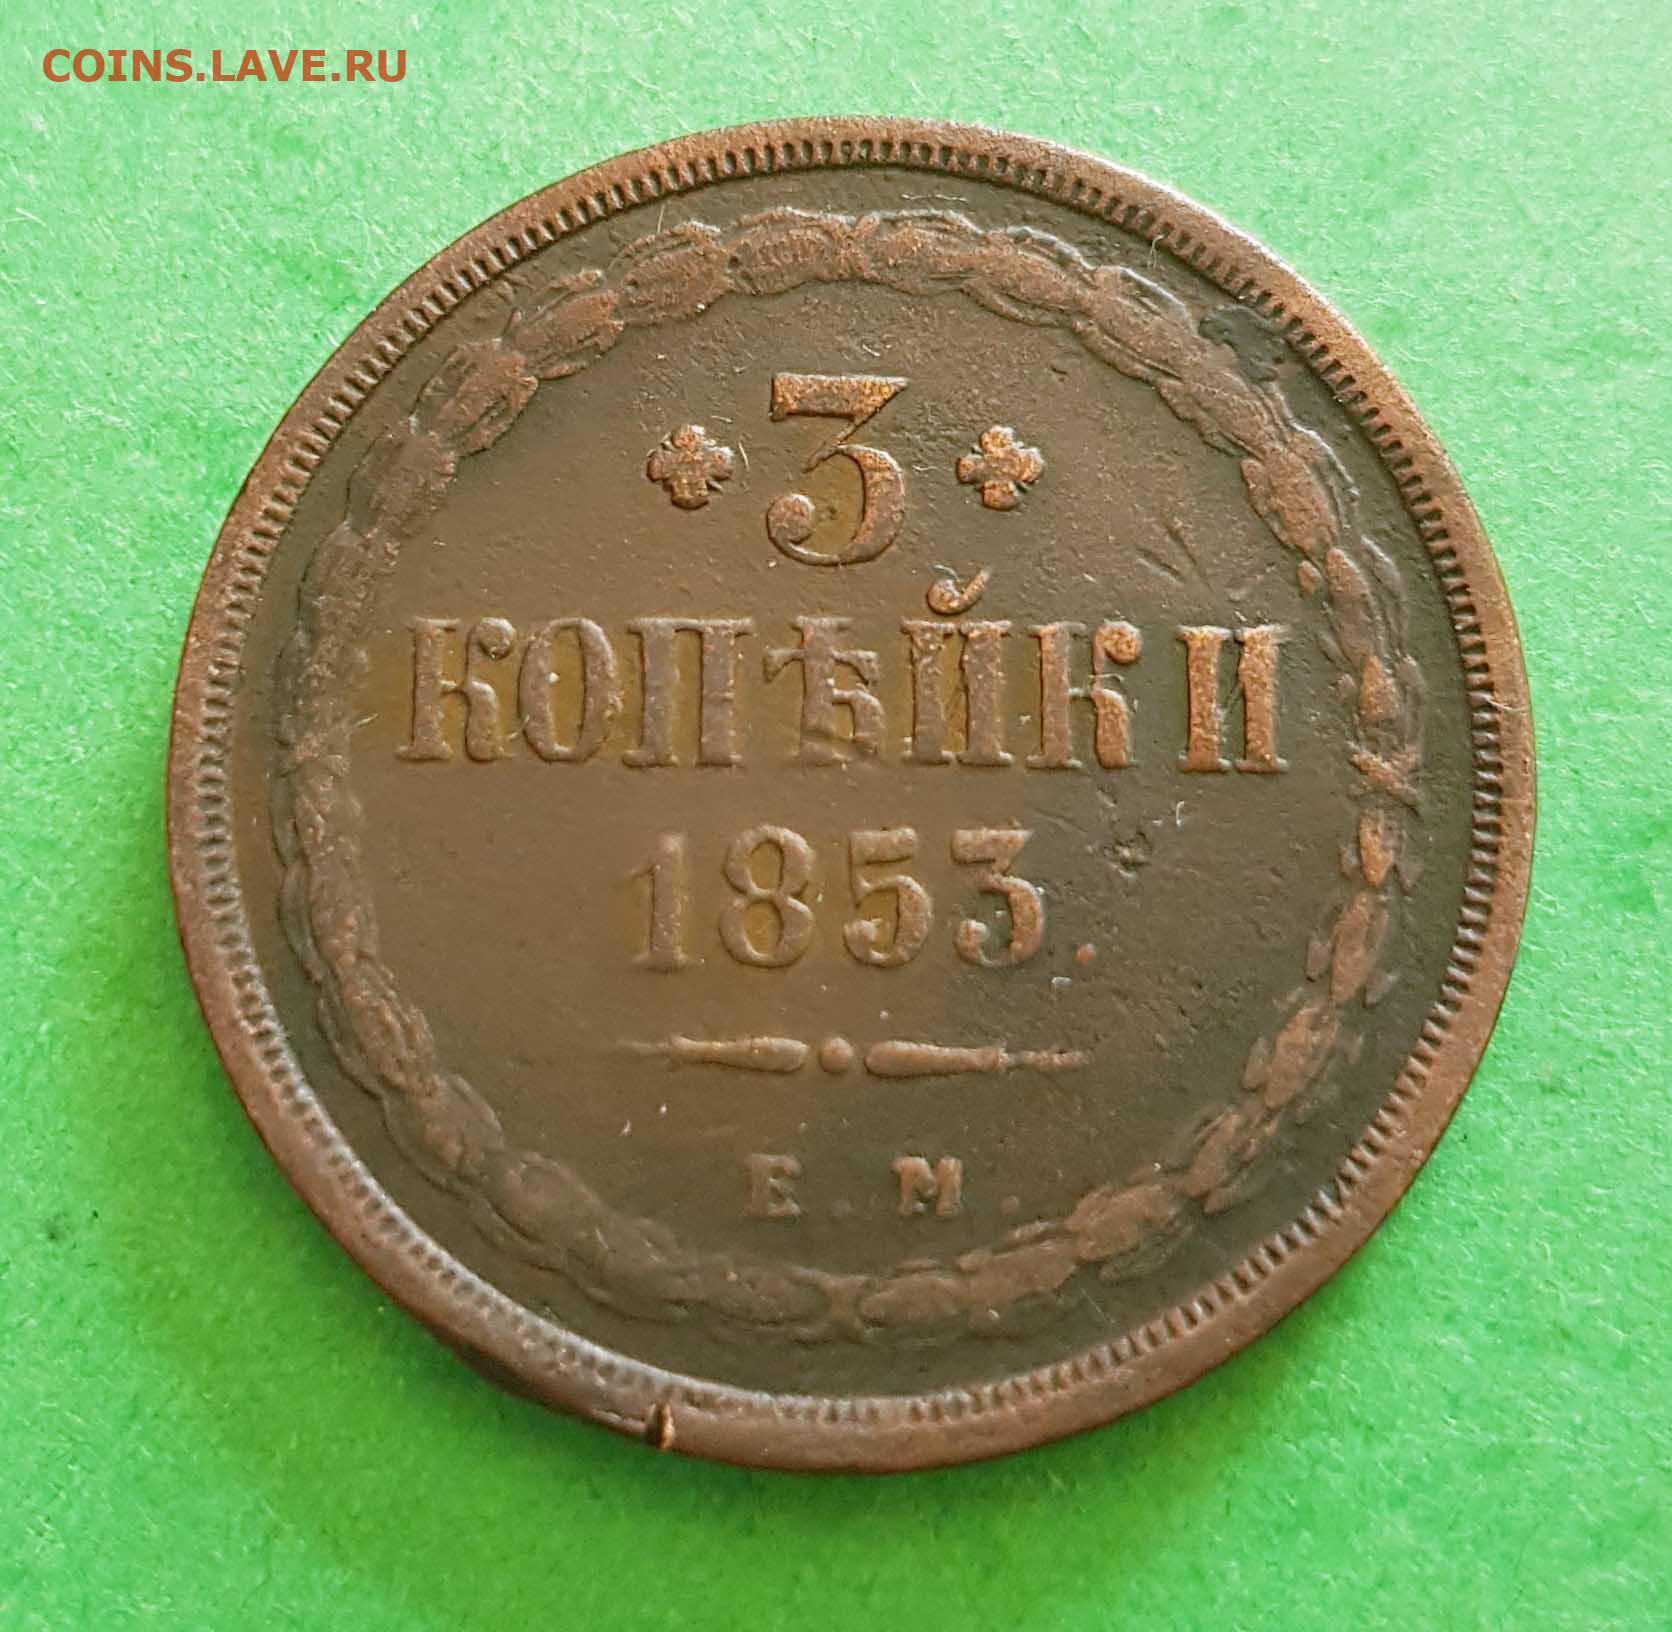 COINS.LAVE.RU
3
КОПѢЙКИ
1853.
Е. М.